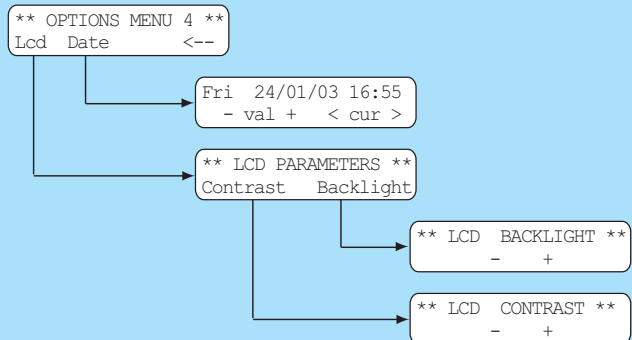 ** OPTIONS MENU 4 **
Lcd Date <--
Fri 24/01/03 16:55
- val + < cur >
** LCD PARAMETERS **
Contrast Backlight
** LCD BACKLIGHT **
- +
** LCD CONTRAST **
- +